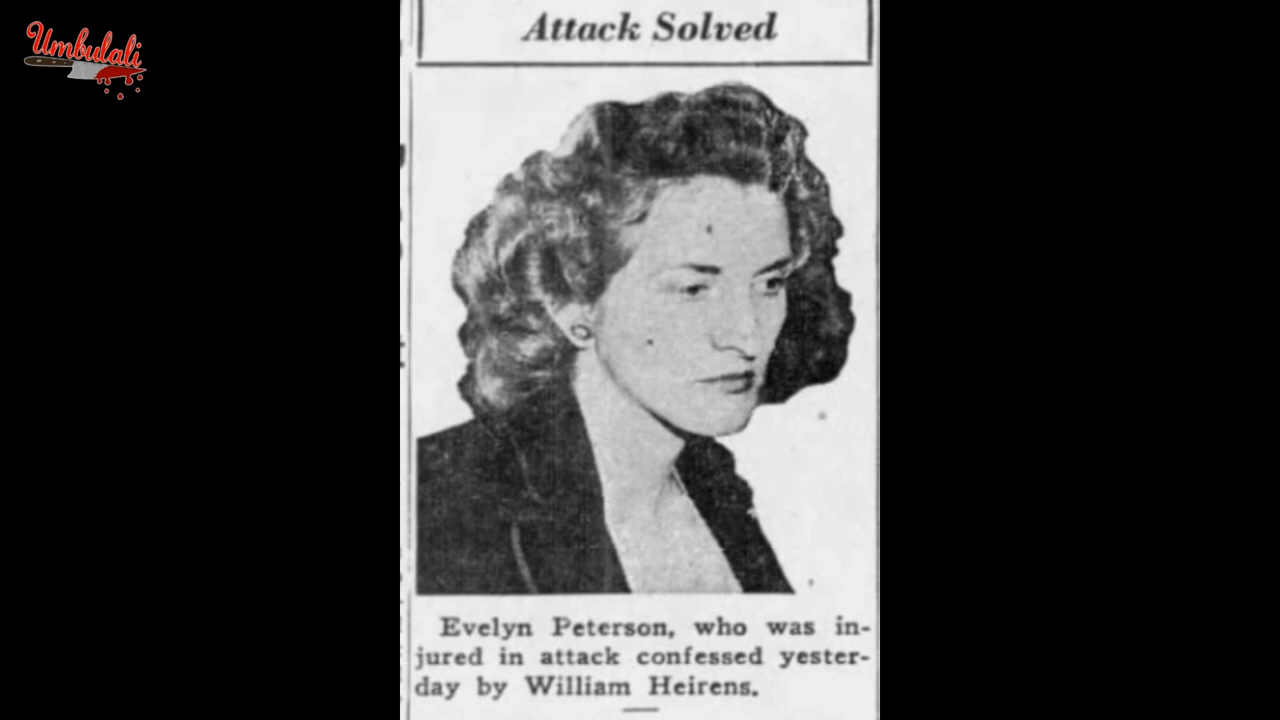 Umbulali
Attack Solved
Evelyn Peterson, who was in-
jured in attack confessed yester-
day by William Heirens.